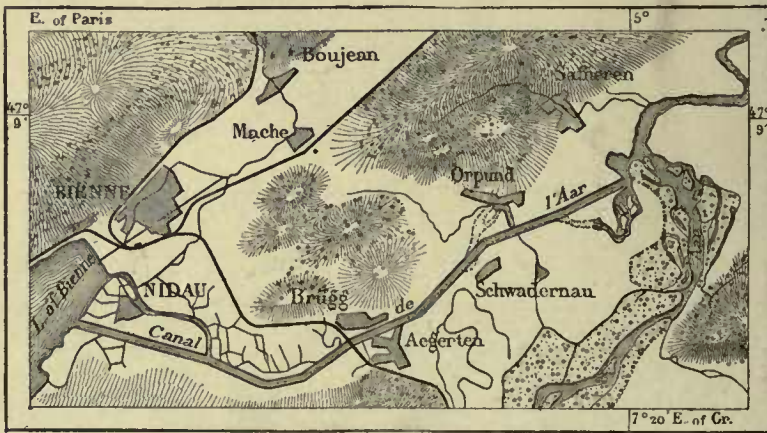 E. of Paris
5°
Boujean
Safneren
47°
9'
47°
9'
Mache
BIENNE
Orpund
l'Aar
Aar
L. of Bienne
NIDAU
Brügg
de
Schwadernau
Canal
Aegerten
7°20' E. of Gr.